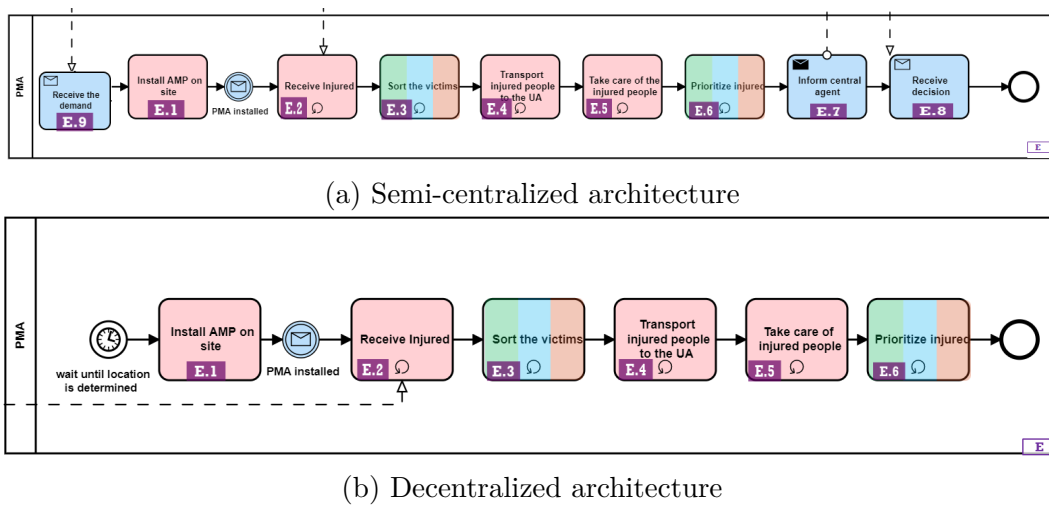 PMA
Receive the
demand
E.9
Install AMP on
site
E.1
PMA installed
Receive Injured
E.2
Sort the victims
E.3
Transport
injured people
to the UA
E.4
Take care of the
injured people
E.5
Prioritize injured
E.6
Inform central
agent
E.7
Receive
decision
E.8
E
(a) Semi-centralized architecture
PMA
wait until location
is determined
Install AMP on
site
E.1
PMA installed
Receive Injured
E.2
Sort the victims
E.3
Transport
injured people
to the UA
E.4
Take care of
injured people
E.5
Prioritize injured
E.6
E
(b) Decentralized architecture